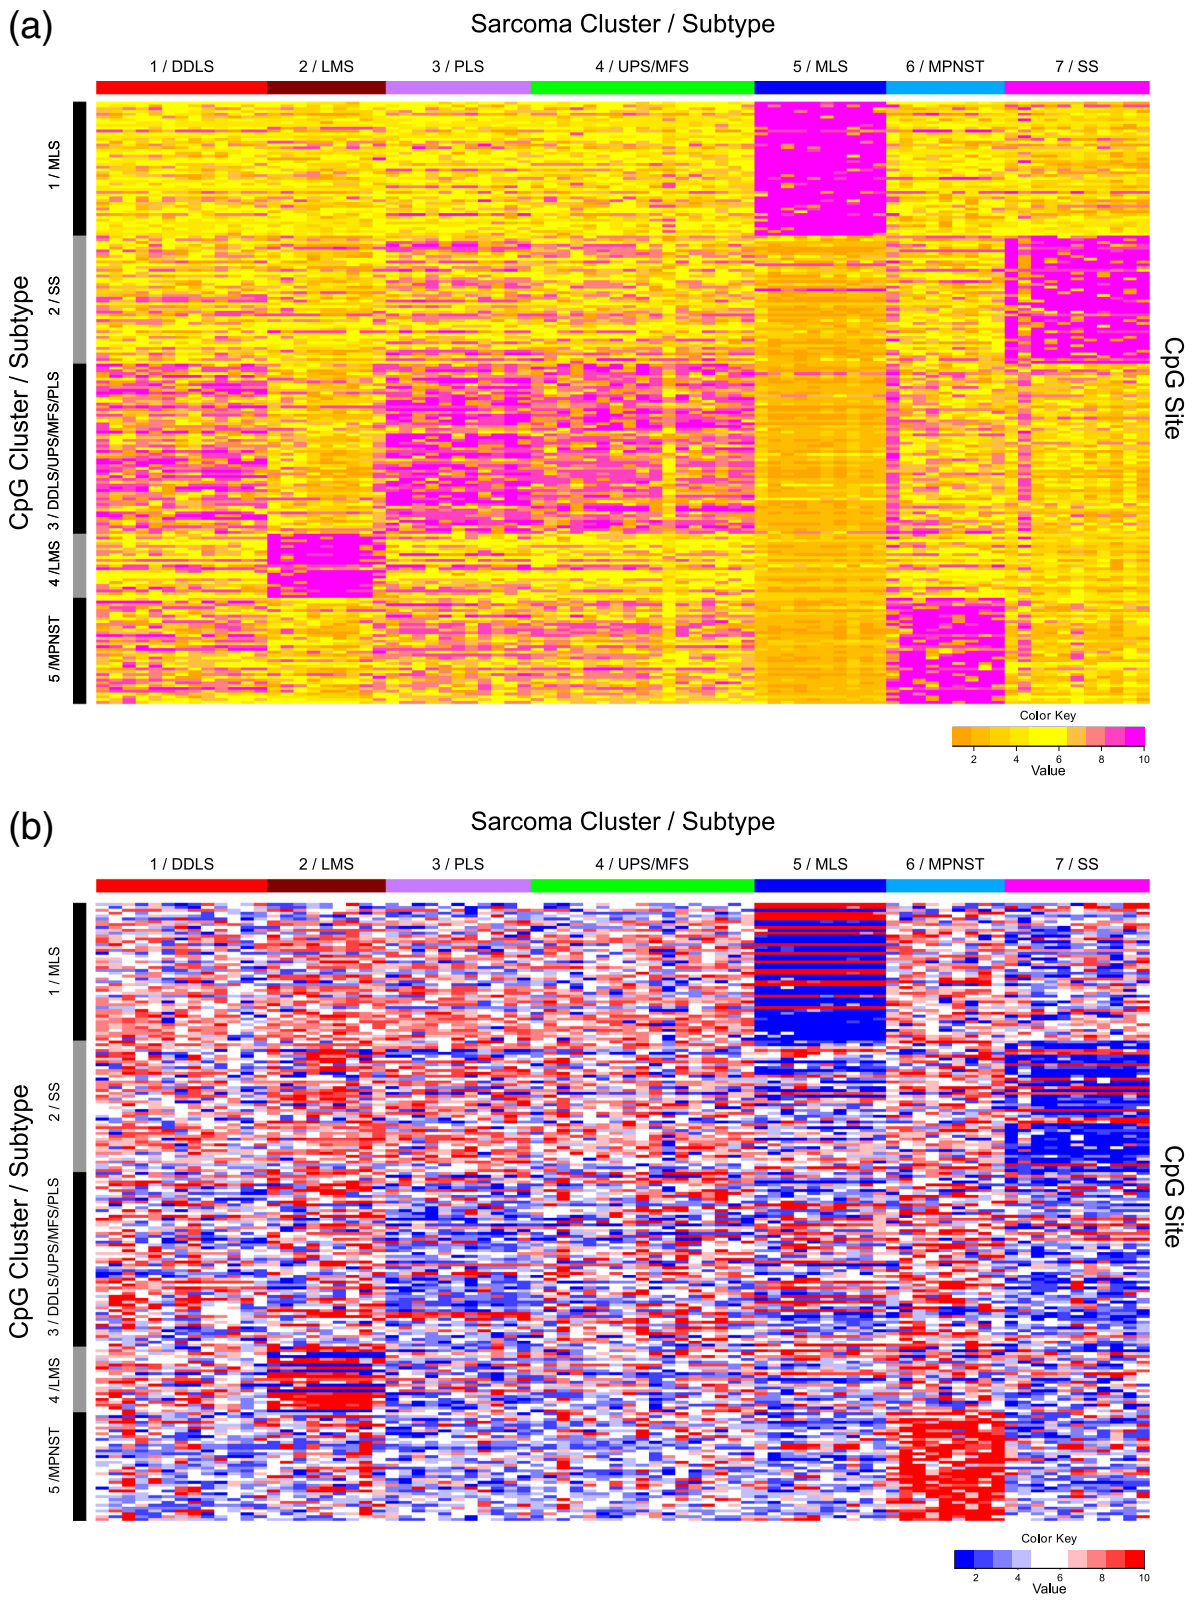 (a)
Sarcoma Cluster / Subtype
1 / DDLS 2 / LMS 3 / PLS 4 / UPS/MFS 5 / MLS 6 / MPNST 7 / SS
CpG Cluster / Subtype
1 / MLS
2 / SS
3 / DDLS/UPS/MFS/PLS
4 /LMS
5 /MPNST
CpG Site
Color Key
2 4 6 8 10
Value
(b)
Sarcoma Cluster / Subtype
1 / DDLS 2 / LMS 3 / PLS 4 / UPS/MFS 5 / MLS 6 / MPNST 7 / SS
CpG Cluster / Subtype
1 / MLS
2 / SS
3 / DDLS/UPS/MFS/PLS
4 /LMS
5 /MPNST
CpG Site
Color Key
2 4 6 8 10
Value